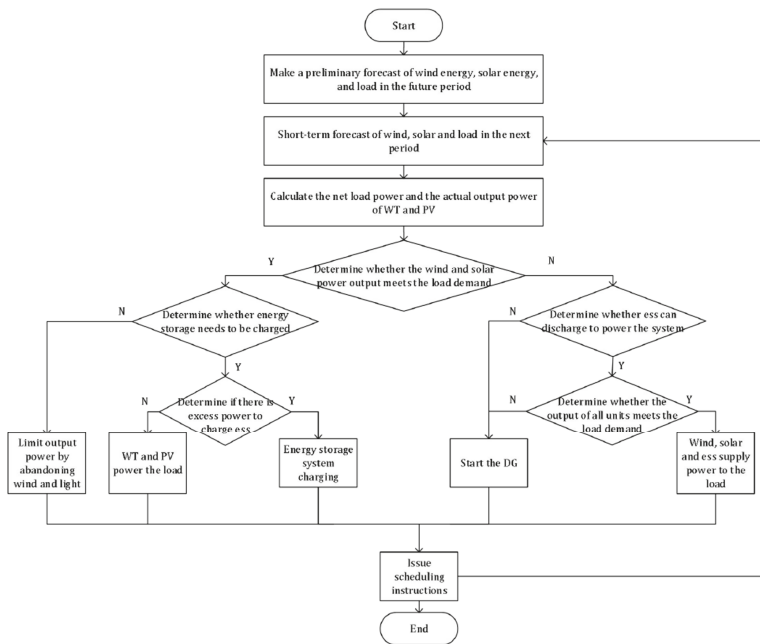 Start
Make a preliminary forecast of wind energy, solar energy,
and load in the future period
Short-term forecast of wind, solar and load in the next
period
Calculate the net load power and the actual output power
of WT and PV
Y
Determine whether the wind and solar
power output meets the load demand
N
N
Determine whether energy
storage needs to be charged
N
Determine whether ess can
discharge to power the system
Y
Y
N
Determine if there is
excess power to
charge ess
Y
N
Determine whether the
output of all units meets the
load demand
Y
Limit output
power by
abandoning
wind and light
WT and PV
power the load
Energy storage
system
charging
Start the DG
Wind, solar
and ess supply
power to the
load
Issue
scheduling
instructions
End